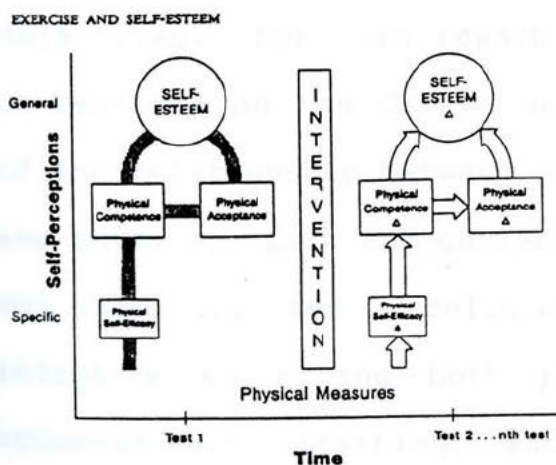 EXERCISE AND SELF-ESTEEM
General
Self-Perceptions
Specific
SELF-
ESTEEM
Physical
Competence
Physical
Acceptance
Physical
Self-Efficacy
INTERVENTION
SELF-
ESTEEM
Δ
Physical
Competence
Δ
Physical
Acceptance
Δ
Physical
Self-Efficacy
Δ
Physical Measures
Test 1
Test 2...nth test
Time